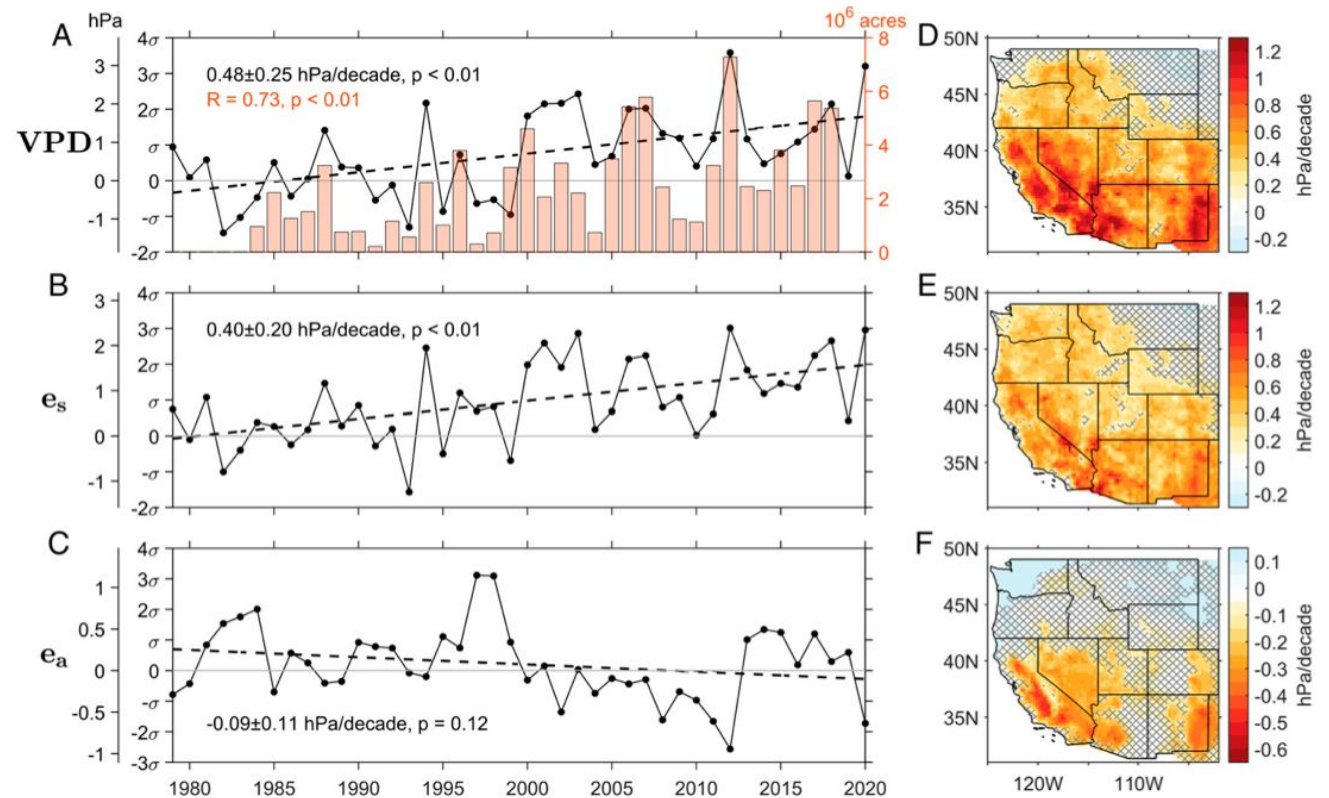 A
hPa
10⁶ acres
D
VPD
3
2
1
0
-1
4σ
3σ
2σ
σ
0
-σ
-2σ
0.48±0.25 hPa/decade, p < 0.01
R = 0.73, p < 0.01
8
6
4
2
0
50N
45N
40N
35N
1.2
1
0.8
0.6
0.4
0.2
0
-0.2
hPa/decade
B
E
eₛ
3
2
1
0
-1
4σ
3σ
2σ
σ
0
-σ
-2σ
0.40±0.20 hPa/decade, p < 0.01
50N
45N
40N
35N
1.2
1
0.8
0.6
0.4
0.2
0
-0.2
hPa/decade
C
F
eₐ
1
0.5
0
-0.5
-1
4σ
3σ
2σ
σ
0
-σ
-2σ
-3σ
-0.09±0.11 hPa/decade, p = 0.12
1980 1985 1990 1995 2000 2005 2010 2015 2020
50N
45N
40N
35N
120W 110W
0.1
0
-0.1
-0.2
-0.3
-0.4
-0.5
-0.6
hPa/decade